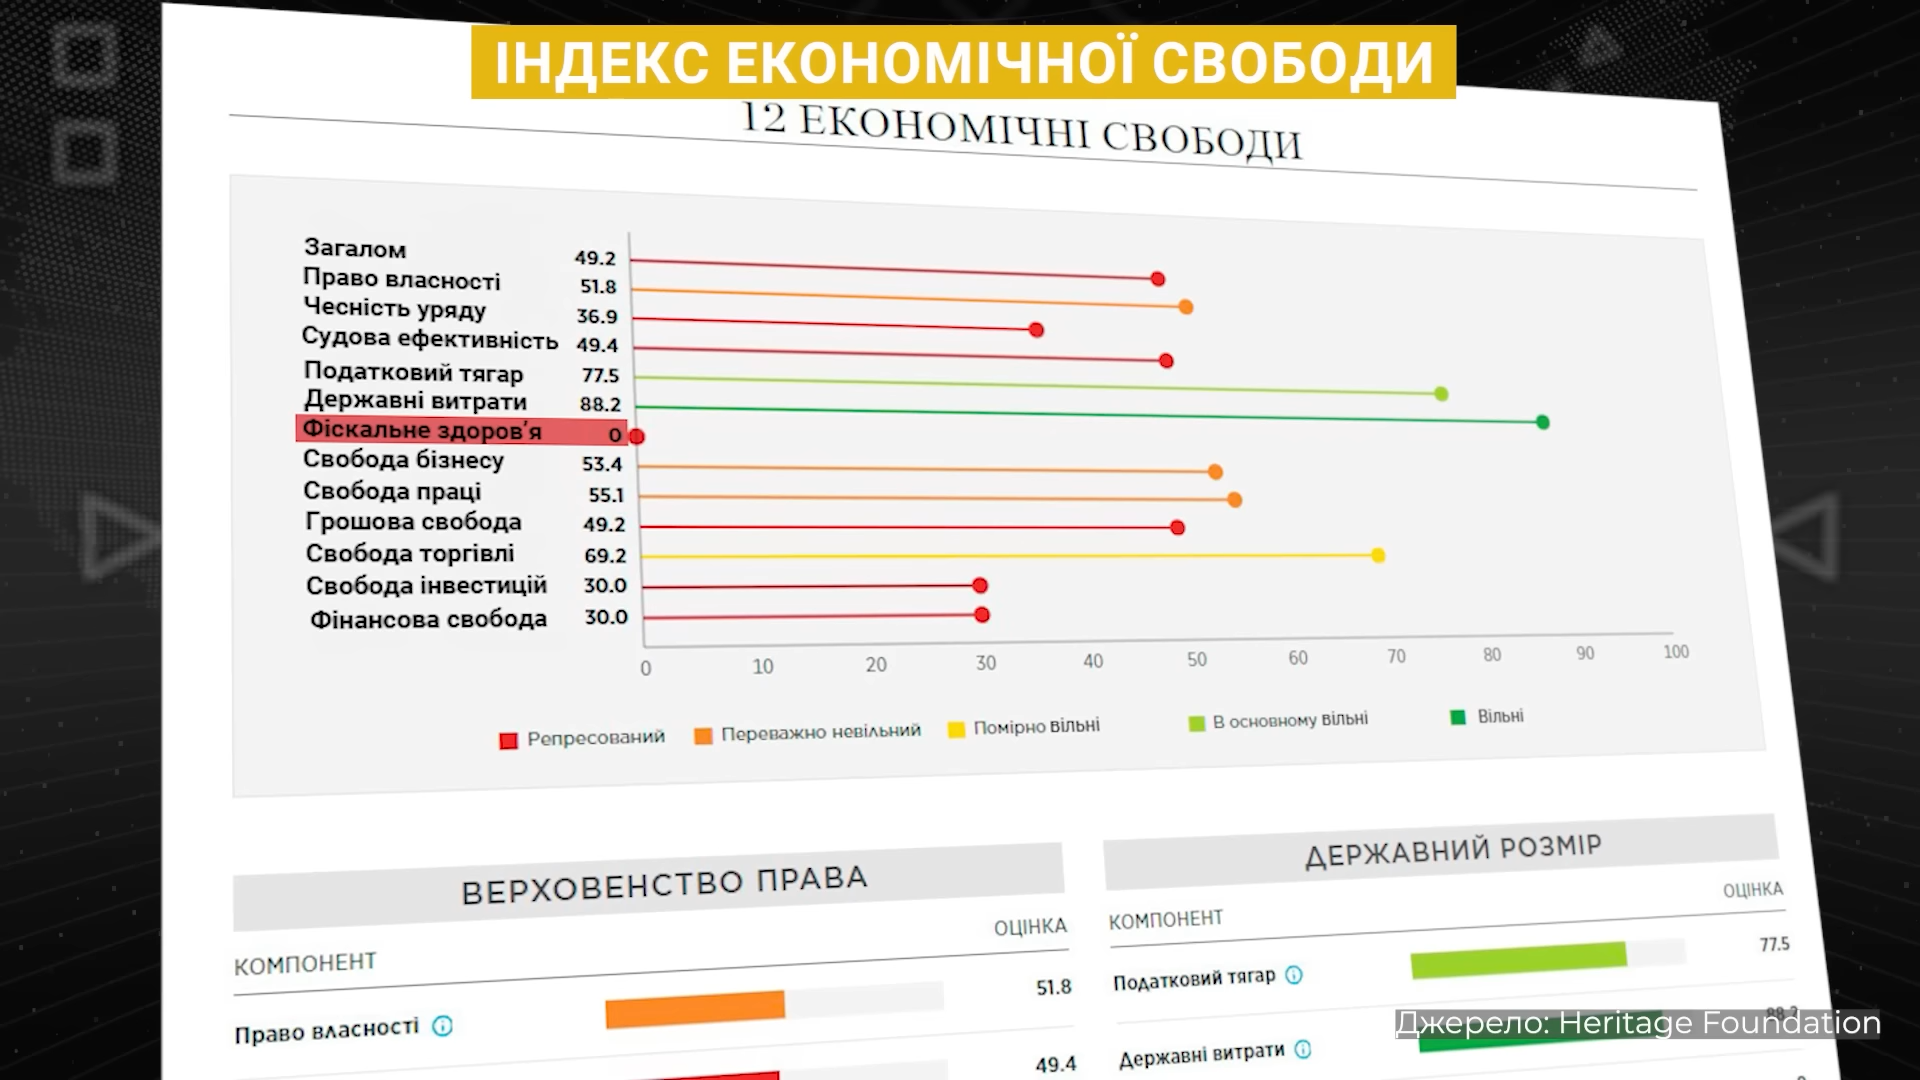 ІНДЕКС ЕКОНОМІЧНОЇ СВОБОДИ
12 ЕКОНОМІЧНІ СВОБОДИ
Загалом 49.2
Право власності 51.8
Чесність уряду 36.9
Судова ефективність 49.4
Податковий тягар 77.5
Державні витрати 88.2
Фіскальне здоров'я 0
Свобода бізнесу 53.4
Свобода праці 55.1
Грошова свобода 49.2
Свобода торгівлі 69.2
Свобода інвестицій 30.0
Фінансова свобода 30.0
0 10 20 30 40 50 60 70 80 90 100
Репресований Переважно невільний Помірно вільні В основному вільні Вільні
ВЕРХОВЕНСТВО ПРАВА
КОМПОНЕНТ ОЦІНКА
Право власності 51.8
49.4
ДЕРЖАВНИЙ РОЗМІР
КОМПОНЕНТ ОЦІНКА
Податковий тягар 77.5
Державні витрати 88.2
Джерело: Heritage Foundation